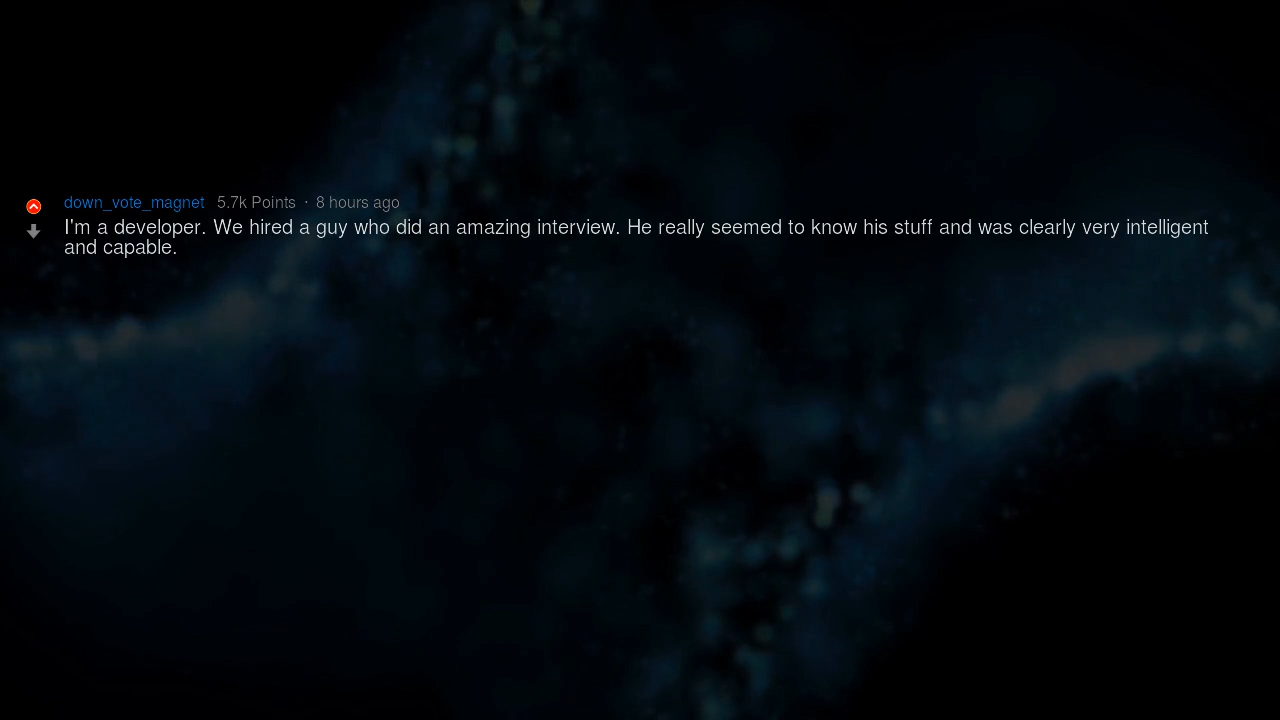 down_vote_magnet 5.7k Points · 8 hours ago
I'm a developer. We hired a guy who did an amazing interview. He really seemed to know his stuff and was clearly very intelligent
and capable.